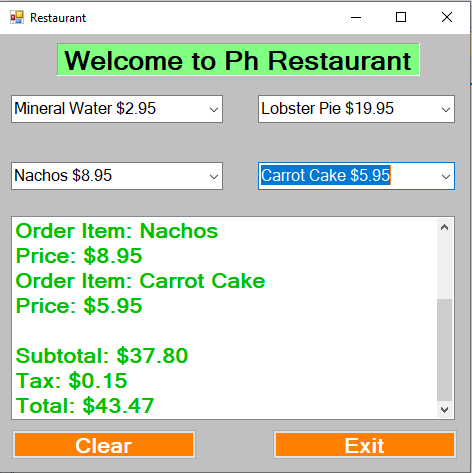 Restaurant
Welcome to Ph Restaurant
Mineral Water $2.95
Lobster Pie $19.95
Nachos $8.95
Carrot Cake $5.95
Order Item: Nachos
Price: $8.95
Order Item: Carrot Cake
Price: $5.95
Subtotal: $37.80
Tax: $0.15
Total: $43.47
Clear
Exit